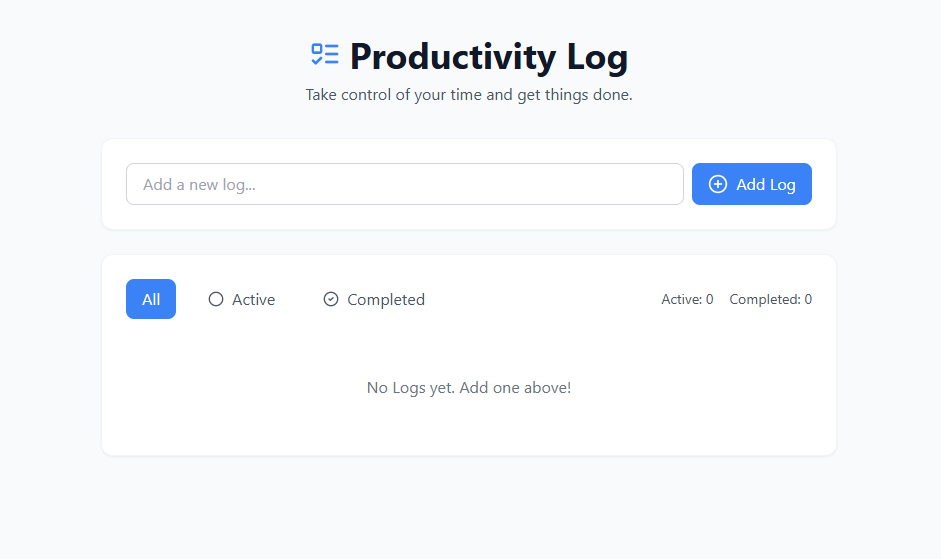 Productivity Log
Take control of your time and get things done.
Add a new log...
Add Log
All
Active
Completed
Active: 0
Completed: 0
No Logs yet. Add one above!